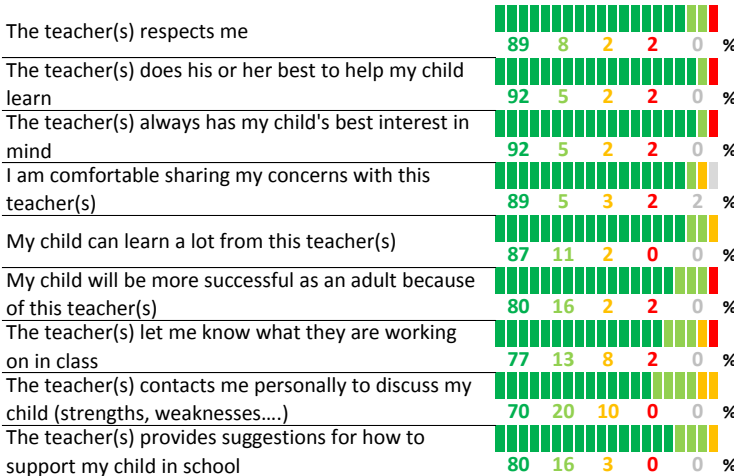 The teacher(s) respects me
89 8 2 2 0 %
The teacher(s) does his or her best to help my child
learn
92 5 2 2 0 %
The teacher(s) always has my child's best interest in
mind
92 5 2 2 0 %
I am comfortable sharing my concerns with this
teacher(s)
89 5 3 2 2 %
My child can learn a lot from this teacher(s)
87 11 2 0 0 %
My child will be more successful as an adult because
of this teacher(s)
80 16 2 2 0 %
The teacher(s) let me know what they are working
on in class
77 13 8 2 0 %
The teacher(s) contacts me personally to discuss my
child (strengths, weaknesses....)
70 20 10 0 0 %
The teacher(s) provides suggestions for how to
support my child in school
80 16 3 0 0 %